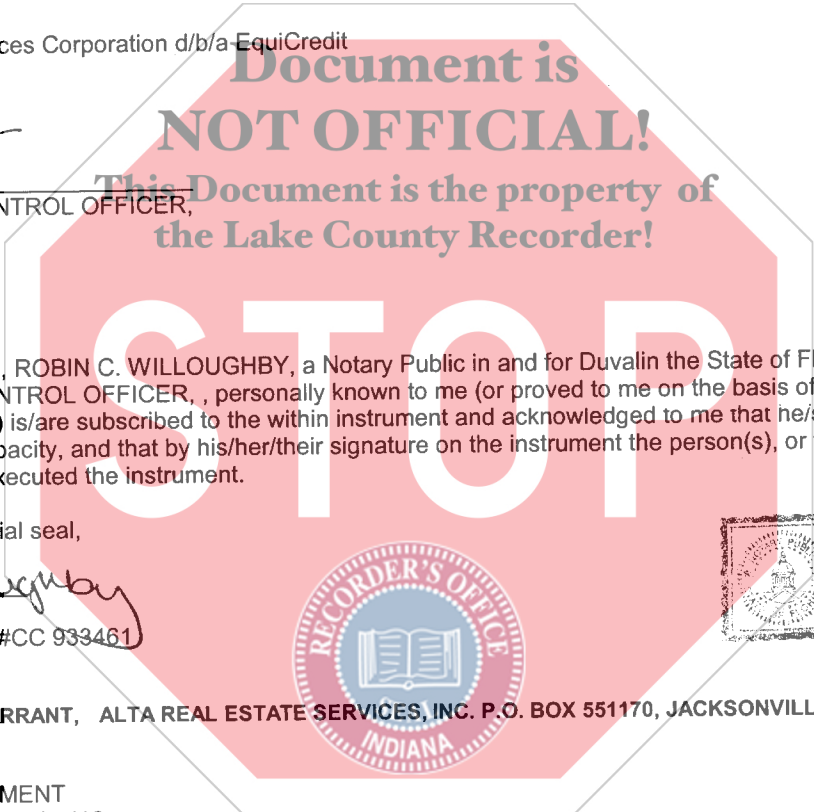 ces Corporation d/b/a EquiCredit
Document is
NOT OFFICIAL!
This Document is the property of
the Lake County Recorder!
NTROL OFFICER,
STOP
, ROBIN C. WILLOUGHBY, a Notary Public in and for Duvalin the State of Fl
NTROL OFFICER, , personally known to me (or proved to me on the basis of
) is/are subscribed to the within instrument and acknowledged to me that he/s
pacity, and that by his/her/their signature on the instrument the person(s), or
xecuted the instrument.
ial seal,
ughby
#CC 933461
RECORDER'S OFFICE
INDIANA
RRANT, ALTA REAL ESTATE SERVICES, INC. P.O. BOX 551170, JACKSONVILL
MENT